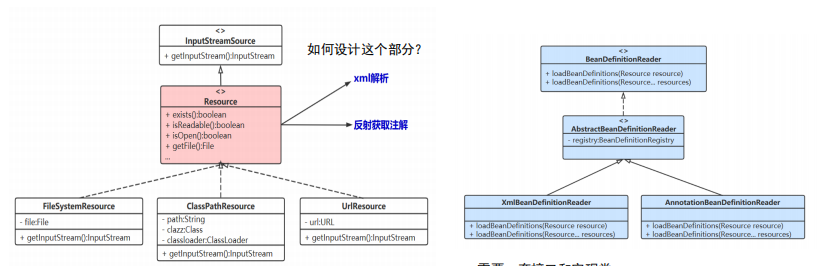 <>
InputStreamSource
+ getInputStream():InputStream
如何设计这个部分?
<>
Resource
+ exists():boolean
+ isReadable():boolean
+ isOpen():boolean
+ getFile():File
...
xml解析
反射获取注解
FileSystemResource
- file:File
+ getInputStream():InputStream
ClassPathResource
- path:String
- clazz:Class
- classloader:ClassLoader
+ getInputStream():InputStream
UrlResource
- url:URL
+ getInputStream():InputStream
<>
BeanDefinitionReader
+ loadBeanDefinitions(Resource resource)
+ loadBeanDefinitions(Resource... resources)
<>
AbstractBeanDefinitionReader
- registry:BeanDefinitionRegistry
XmlBeanDefinitionReader
+ loadBeanDefinitions(Resource resource)
+ loadBeanDefinitions(Resource... resources)
AnnotationBeanDefinitionReader
+ loadBeanDefinitions(Resource resource)
+ loadBeanDefinitions(Resource... resources)